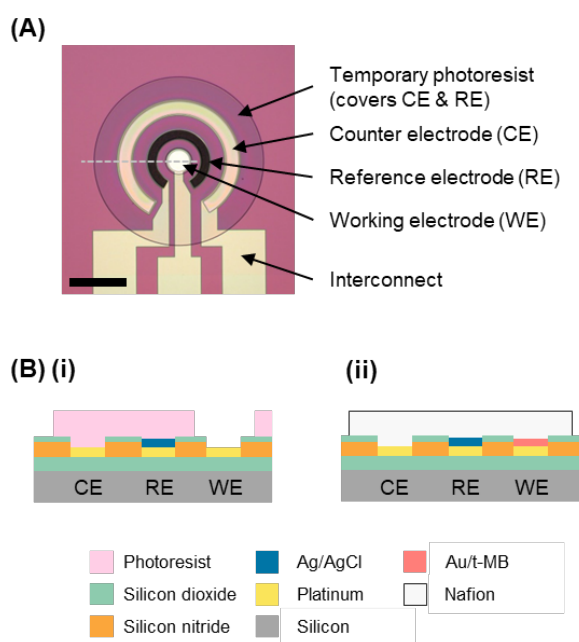 (A)
Temporary photoresist
(covers CE & RE)
Counter electrode (CE)
Reference electrode (RE)
Working electrode (WE)
Interconnect
(B) (i)
(ii)
CE RE WE
CE RE WE
Photoresist
Ag/AgCl
Au/t-MB
Silicon dioxide
Platinum
Nafion
Silicon nitride
Silicon